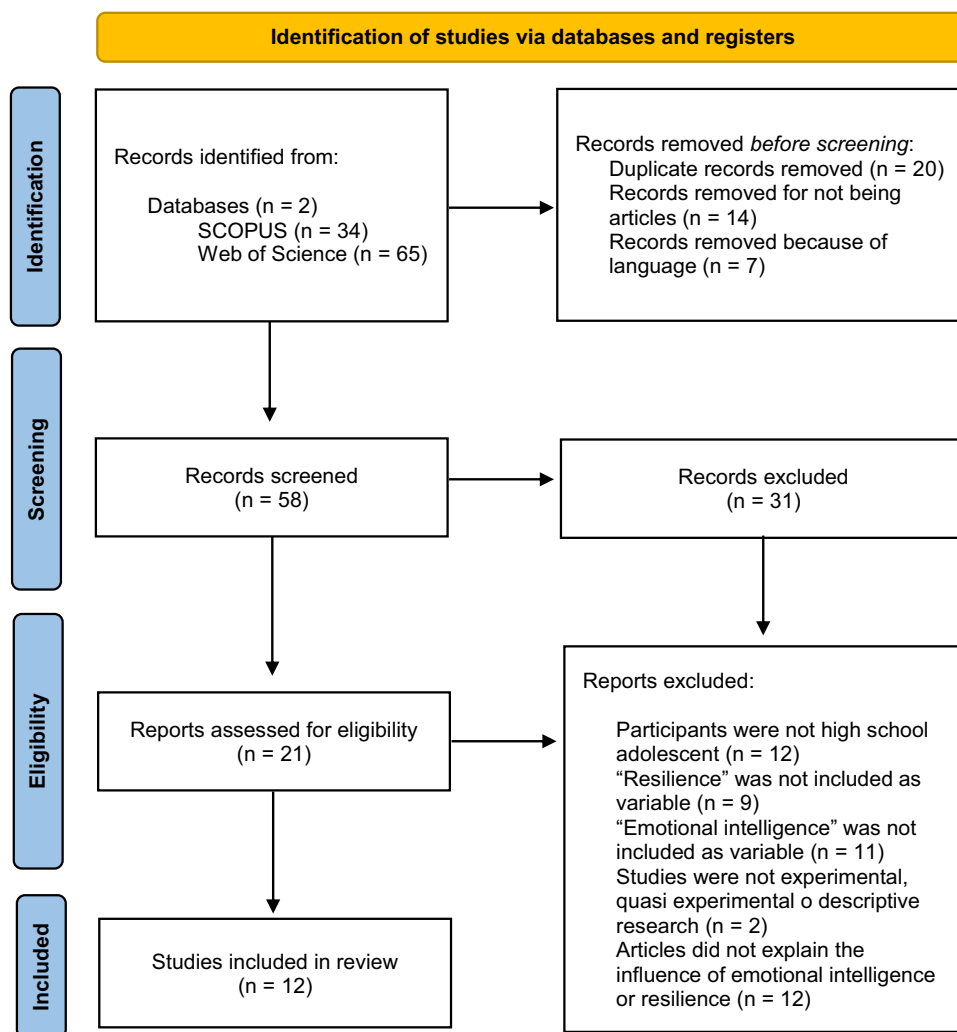 Identification of studies via databases and registers
Identification
Records identified from:
Databases (n = 2)
SCOPUS (n = 34)
Web of Science (n = 65)
Records removed before screening:
Duplicate records removed (n = 20)
Records removed for not being
articles (n = 14)
Records removed because of
language (n = 7)
Screening
Records screened
(n = 58)
Records excluded
(n = 31)
Eligibility
Reports assessed for eligibility
(n = 21)
Reports excluded:
Participants were not high school
adolescent (n = 12)
“Resilience” was not included as
variable (n = 9)
“Emotional intelligence” was not
included as variable (n = 11)
Studies were not experimental,
quasi experimental o descriptive
research (n = 2)
Articles did not explain the
influence of emotional intelligence
or resilience (n = 12)
Included
Studies included in review
(n = 12)